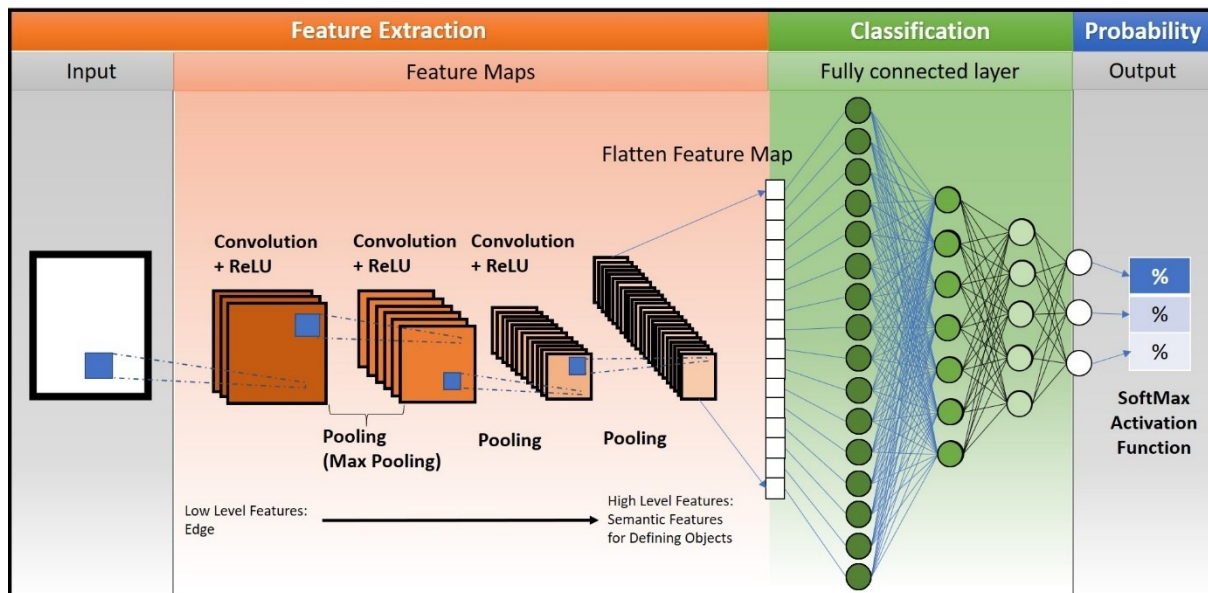 Feature Extraction
Classification
Probability
Input
Feature Maps
Fully connected layer
Output
Flatten Feature Map
Convolution
+ ReLU
Convolution
+ ReLU
Convolution
+ ReLU
Pooling
(Max Pooling)
Pooling
Pooling
Low Level Features:
Edge
High Level Features:
Semantic Features
for Defining Objects
%
%
%
SoftMax
Activation
Function